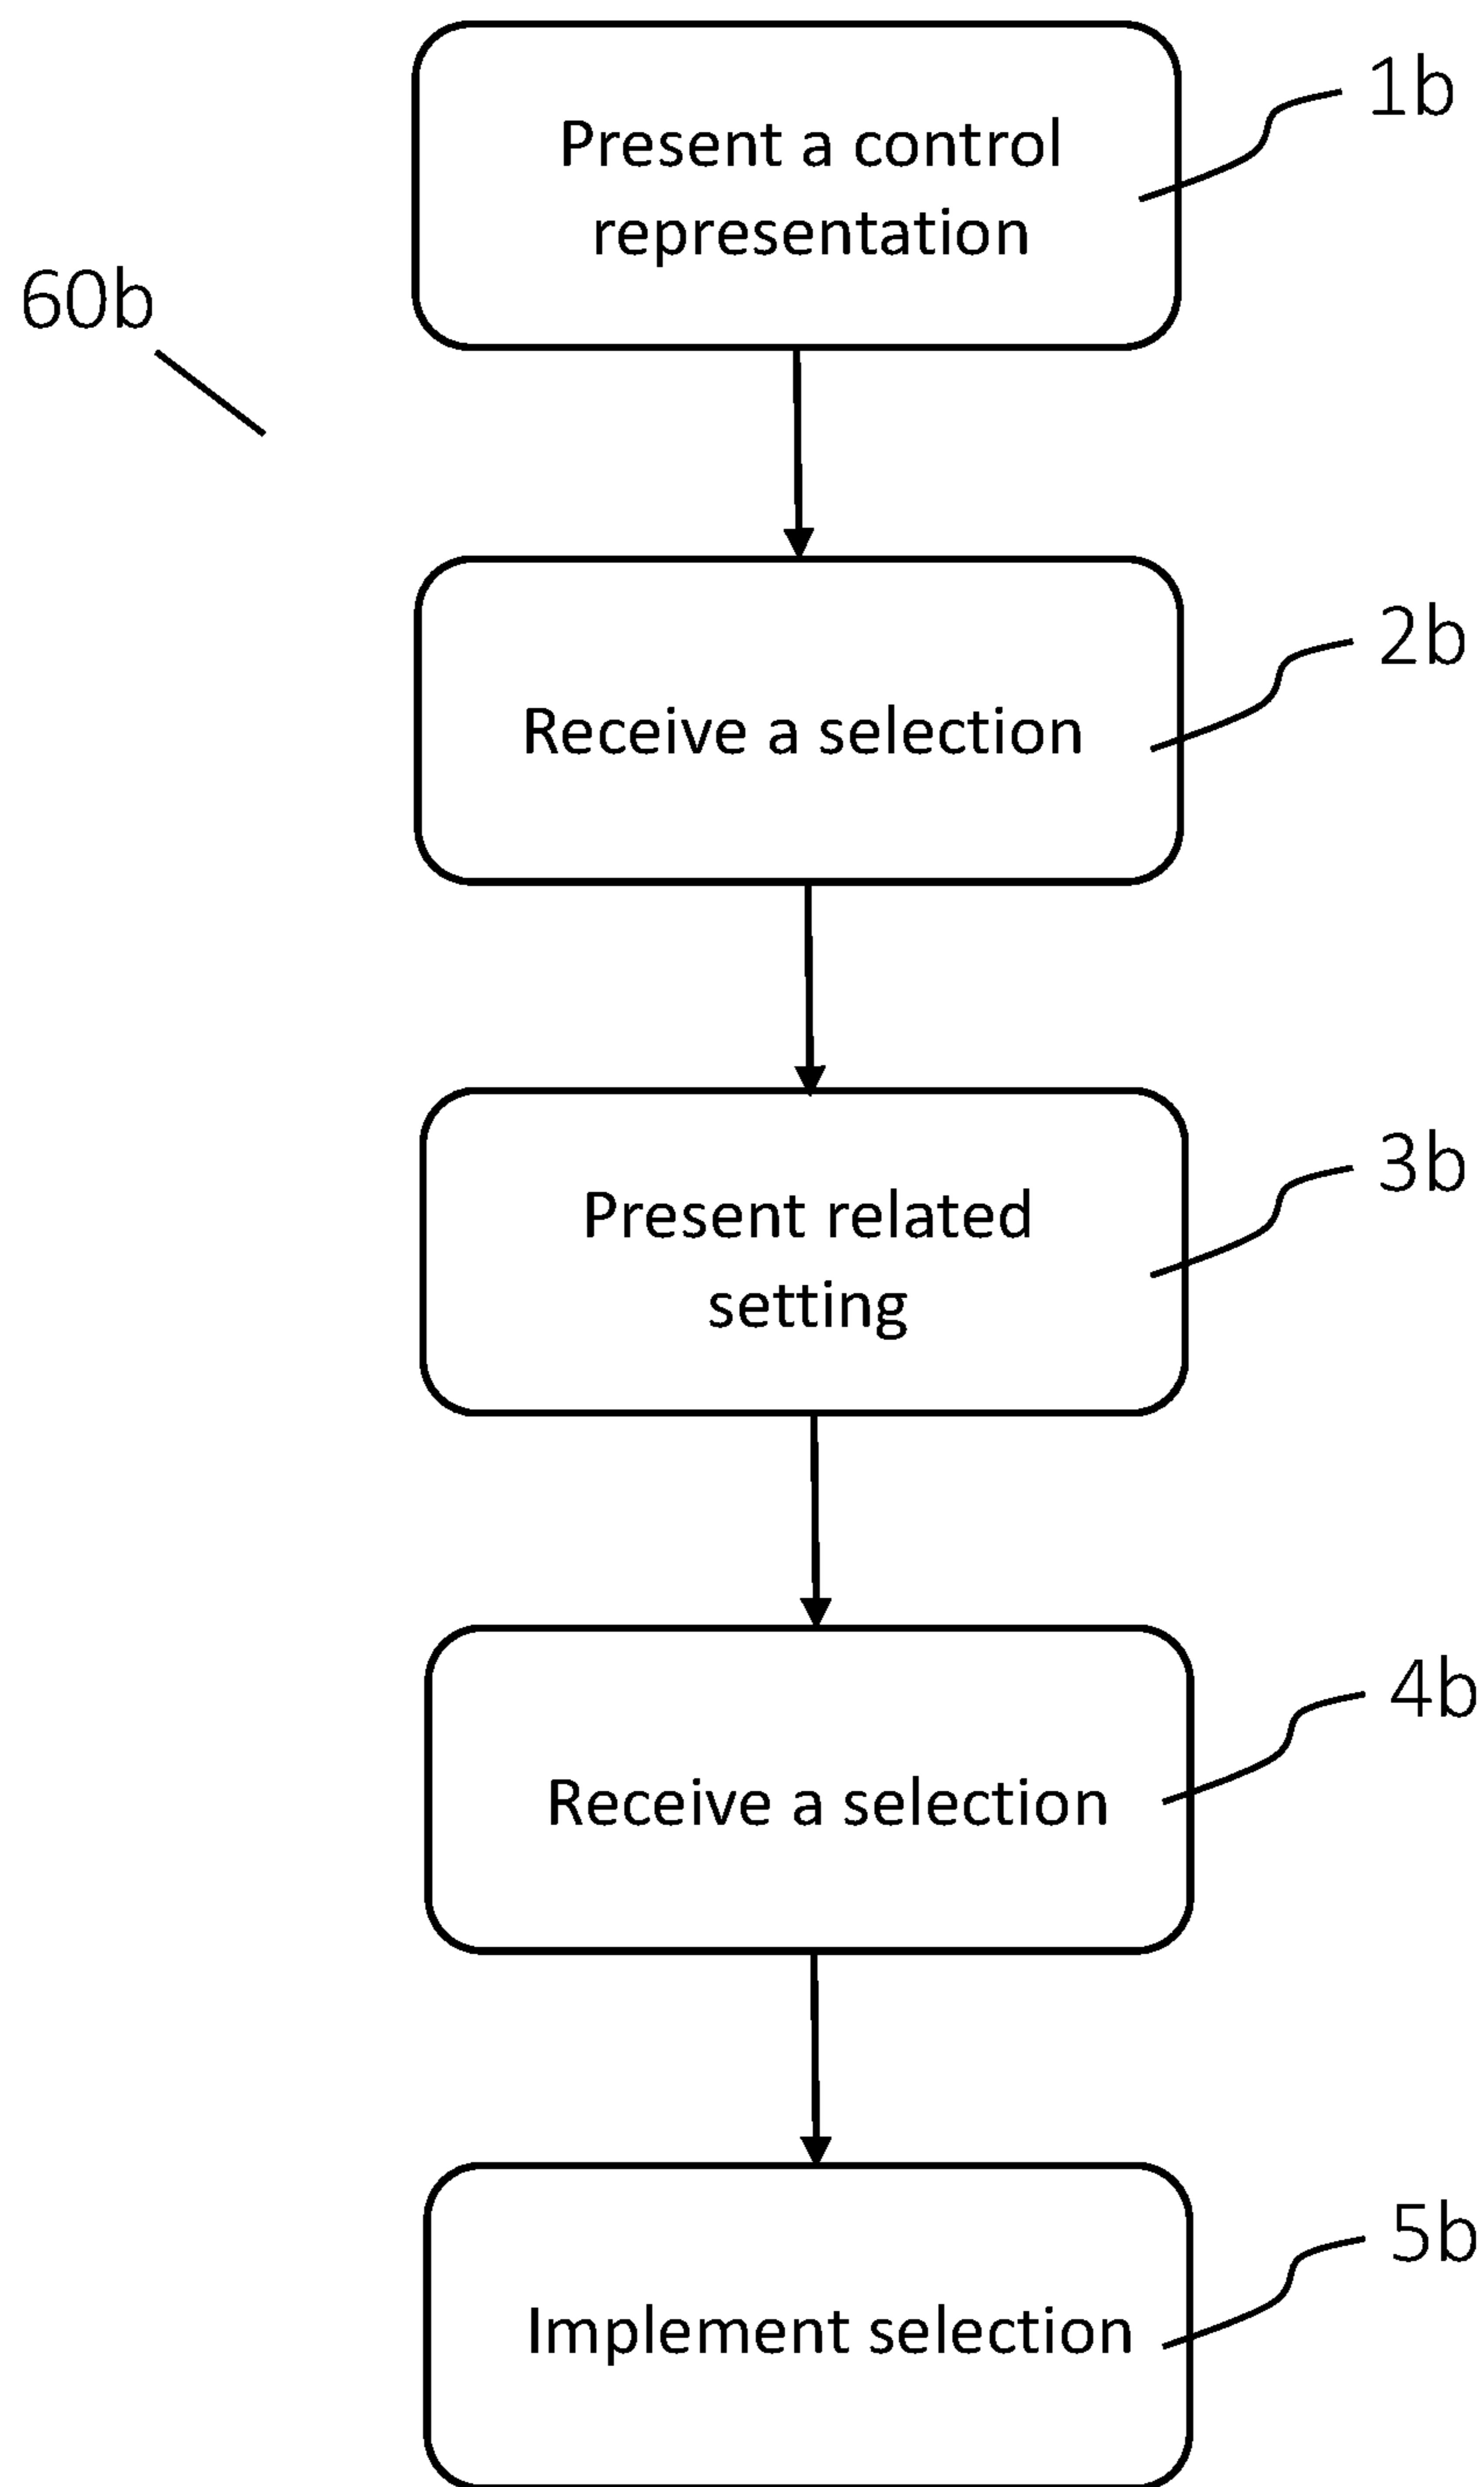 Present a control
representation
1b
60b
Receive a selection
2b
Present related
setting
3b
Receive a selection
4b
Implement selection
5b